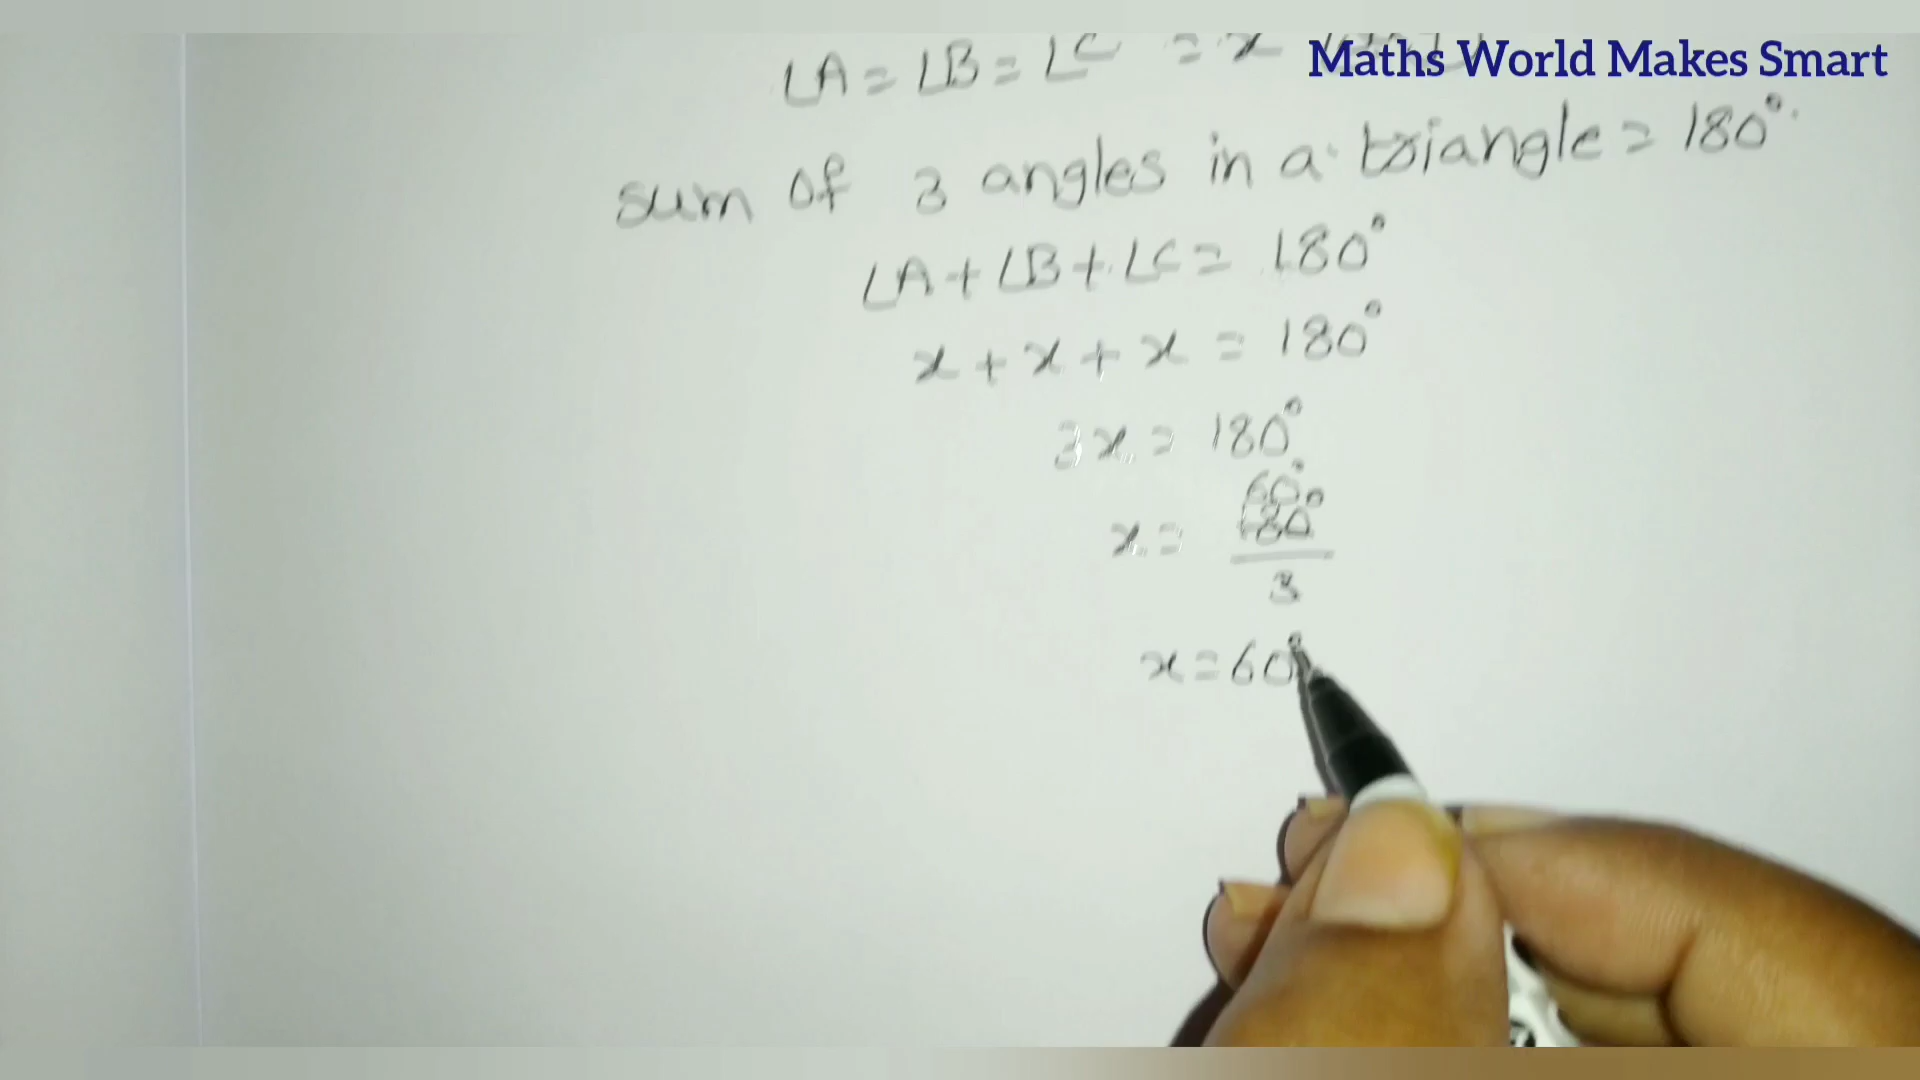 Maths World Makes Smart
∠A = ∠B = ∠C = x
sum of 3 angles in a triangle = 180°
∠A + ∠B + ∠C = 180°
x + x + x = 180°
3x = 180°
60°
x = 180° / 3
x = 60°